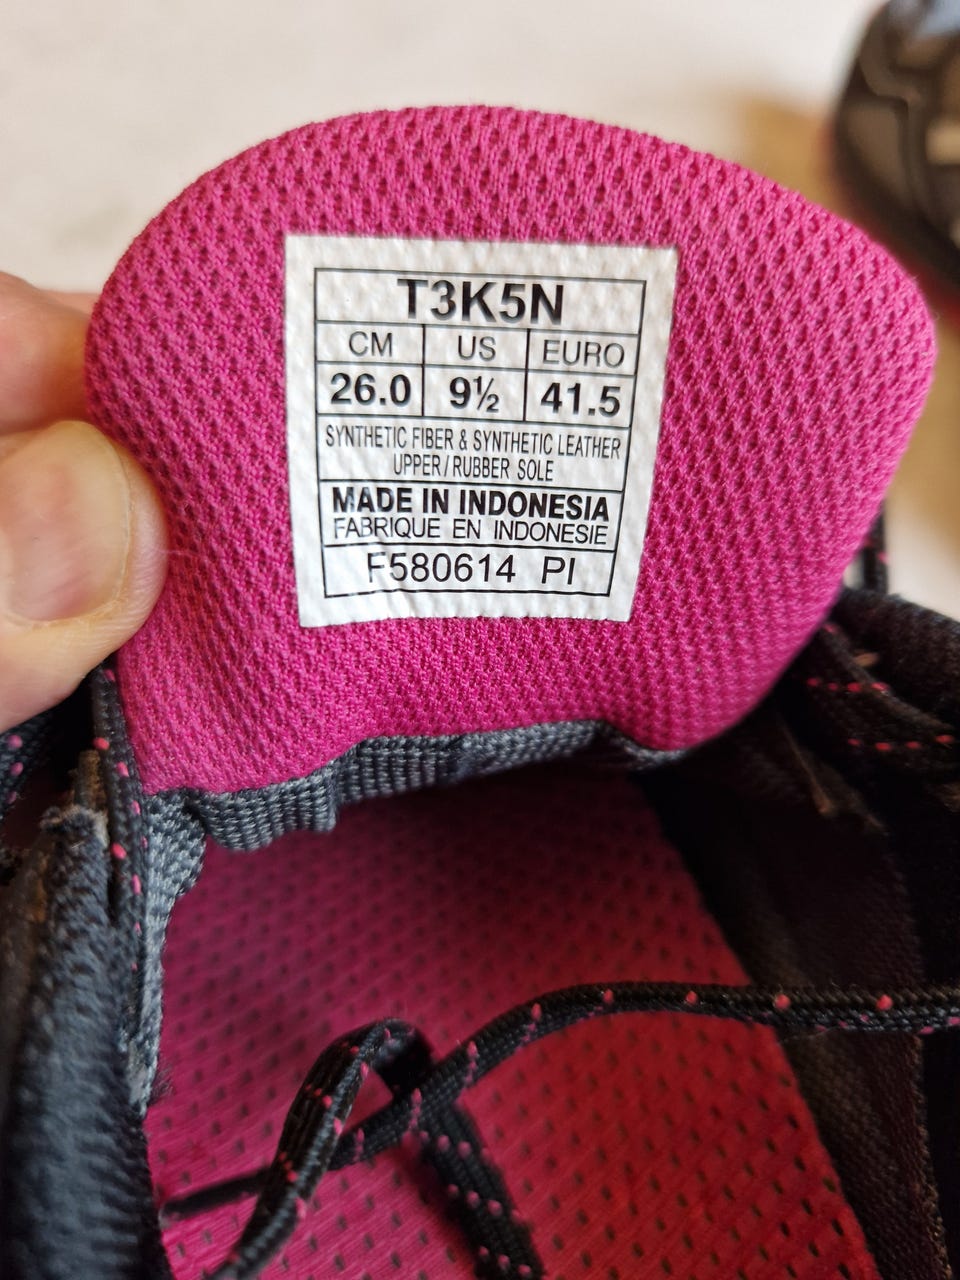 T3K5N
CM US EURO
26.0 9½ 41.5
SYNTHETIC FIBER & SYNTHETIC LEATHER
UPPER/RUBBER SOLE
MADE IN INDONESIA
FABRIQUE EN INDONESIE
F580614 PI